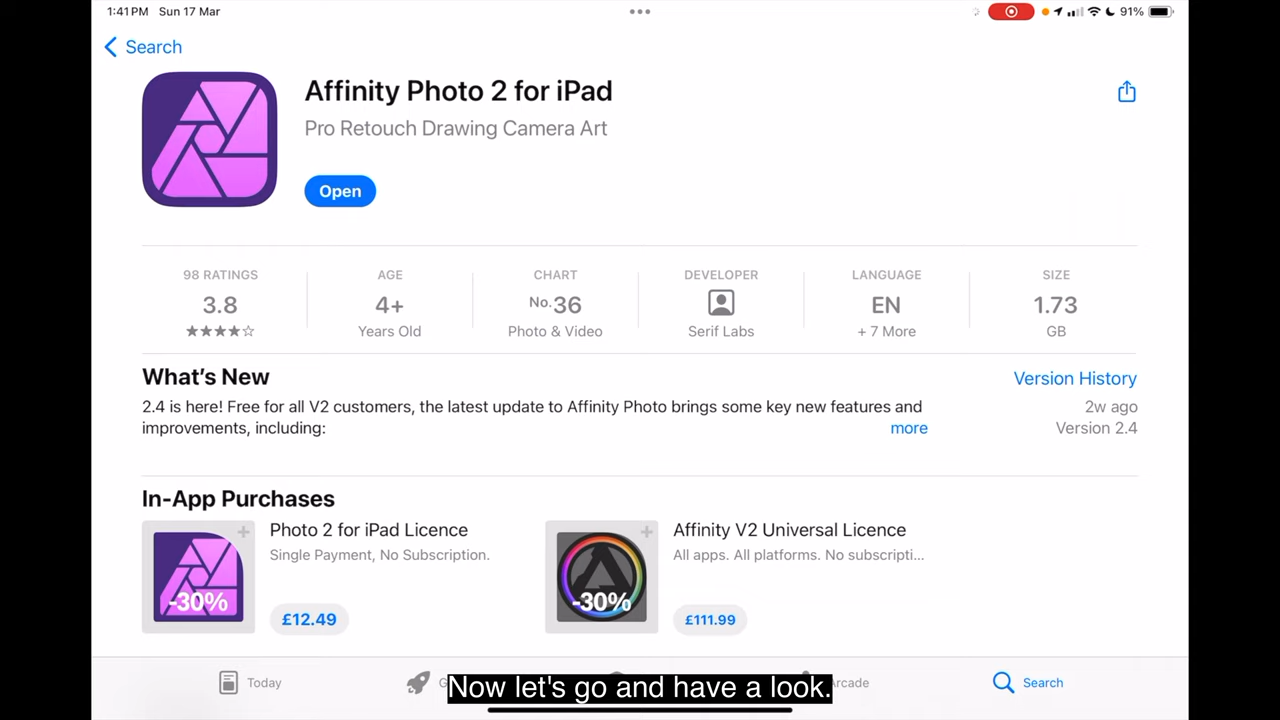 1:41 PM Sun 17 Mar
91%
Search
Affinity Photo 2 for iPad
Pro Retouch Drawing Camera Art
Open
98 RATINGS
3.8
★★★★☆
AGE
4+
Years Old
CHART
No.36
Photo & Video
DEVELOPER
Serif Labs
LANGUAGE
EN
+ 7 More
SIZE
1.73
GB
What's New
Version History
2.4 is here! Free for all V2 customers, the latest update to Affinity Photo brings some key new features and
improvements, including:
more
2w ago
Version 2.4
In-App Purchases
-30%
Photo 2 for iPad Licence
Single Payment, No Subscription.
£12.49
-30%
Affinity V2 Universal Licence
All apps. All platforms. No subscripti...
£111.99
Today
Search
Now let's go and have a look.